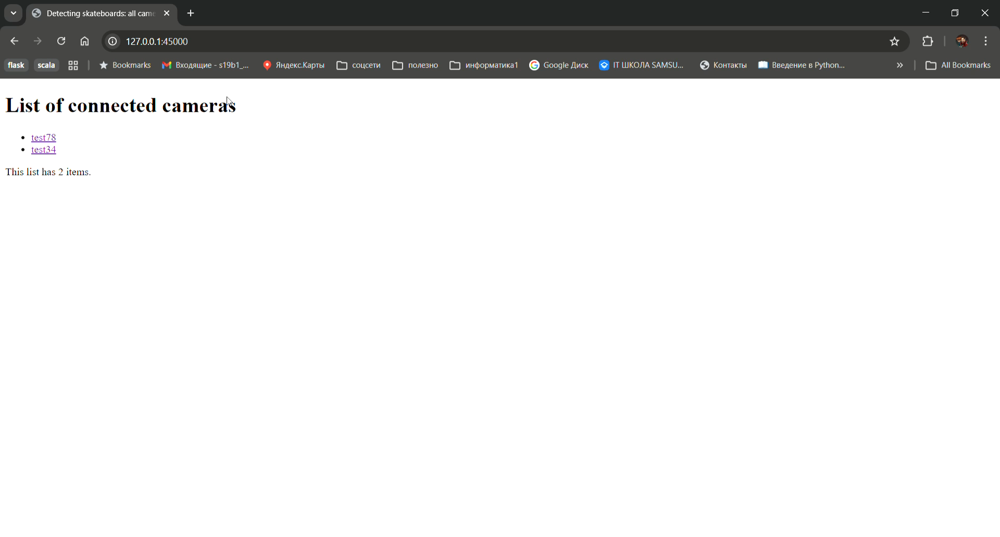 Detecting skateboards: all came
127.0.0.1:45000
flask scala Bookmarks Входящие - s19b1_... Яндекс.Карты соцсети полезно информатика1 Google Диск IT ШКОЛА SAMSU... Контакты Введение в Python... » All Bookmarks
List of connected cameras
• test78
• test34
This list has 2 items.